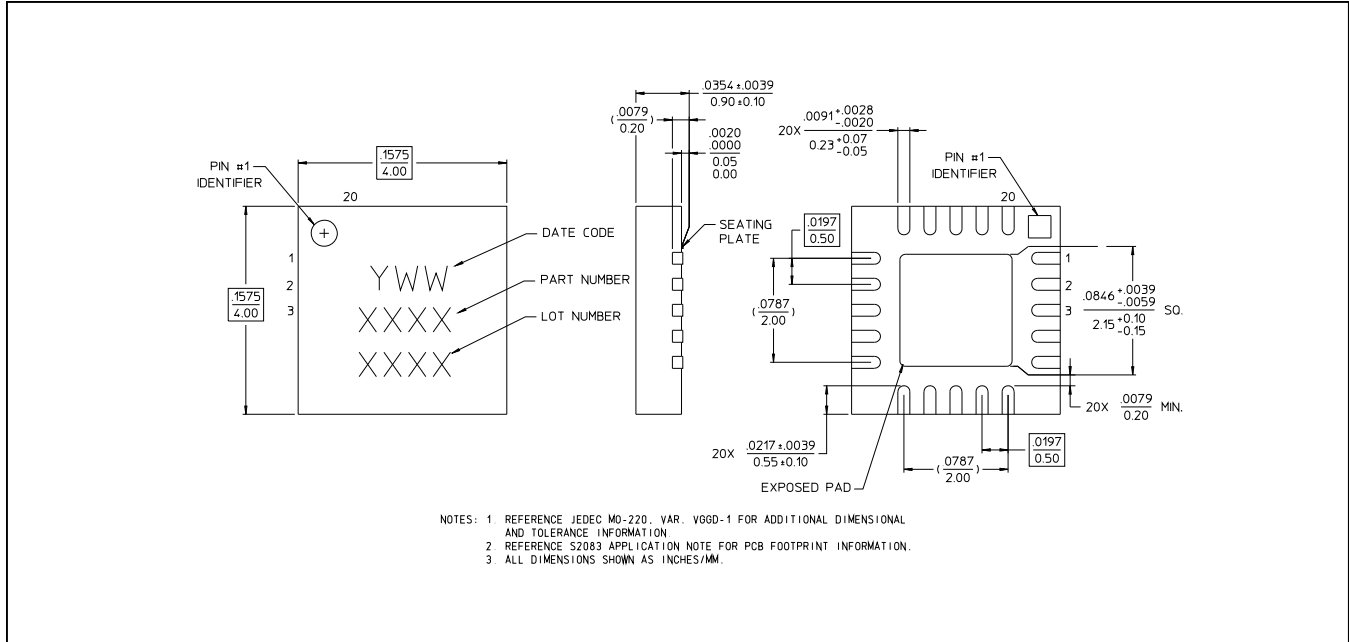 .1575
4.00
PIN #1
IDENTIFIER
20
DATE CODE
PART NUMBER
LOT NUMBER
1
2
3
.1575
4.00
YWW
XXXX
XXXX
.0354 ±.0039
0.90 ±0.10
( .0079
0.20 )
.0020
.0000
0.05
0.00
SEATING
PLATE
20X .0091 +.0028 -.0020
0.23 +0.07 -0.05
PIN #1
IDENTIFIER
20
.0197
0.50
( .0787
2.00 )
1
2
3
.0846 +.0039 -.0059 SQ.
2.15 +0.10 -0.15
20X .0079 MIN.
0.20
20X .0217 ±.0039
0.55 ±0.10
( .0787
2.00 )
.0197
0.50
EXPOSED PAD
NOTES: 1. REFERENCE JEDEC MO-220, VAR. VGGD-1 FOR ADDITIONAL DIMENSIONAL
AND TOLERANCE INFORMATION.
2. REFERENCE S2083 APPLICATION NOTE FOR PCB FOOTPRINT INFORMATION.
3. ALL DIMENSIONS SHOWN AS INCHES/MM.